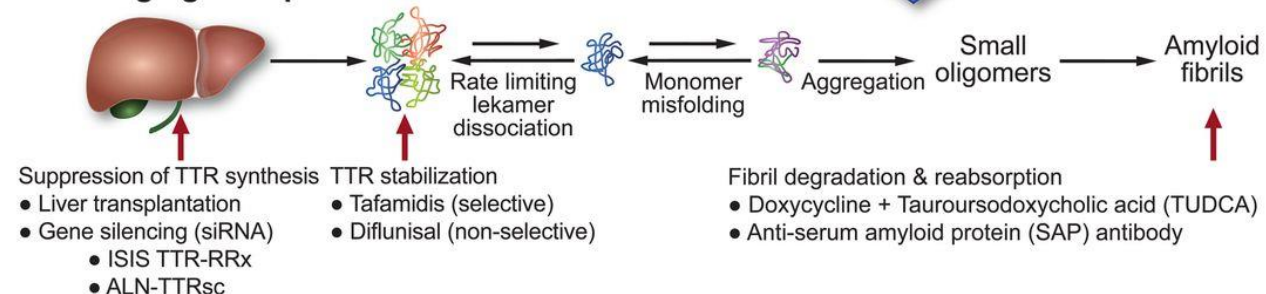 Rate limiting
lekamer
dissociation
Monomer
misfolding
Aggregation
Small
oligomers
Amyloid
fibrils
Suppression of TTR synthesis
● Liver transplantation
● Gene silencing (siRNA)
● ISIS TTR-RRx
● ALN-TTRsc
TTR stabilization
● Tafamidis (selective)
● Diflunisal (non-selective)
Fibril degradation & reabsorption
● Doxycycline + Tauroursodoxycholic acid (TUDCA)
● Anti-serum amyloid protein (SAP) antibody